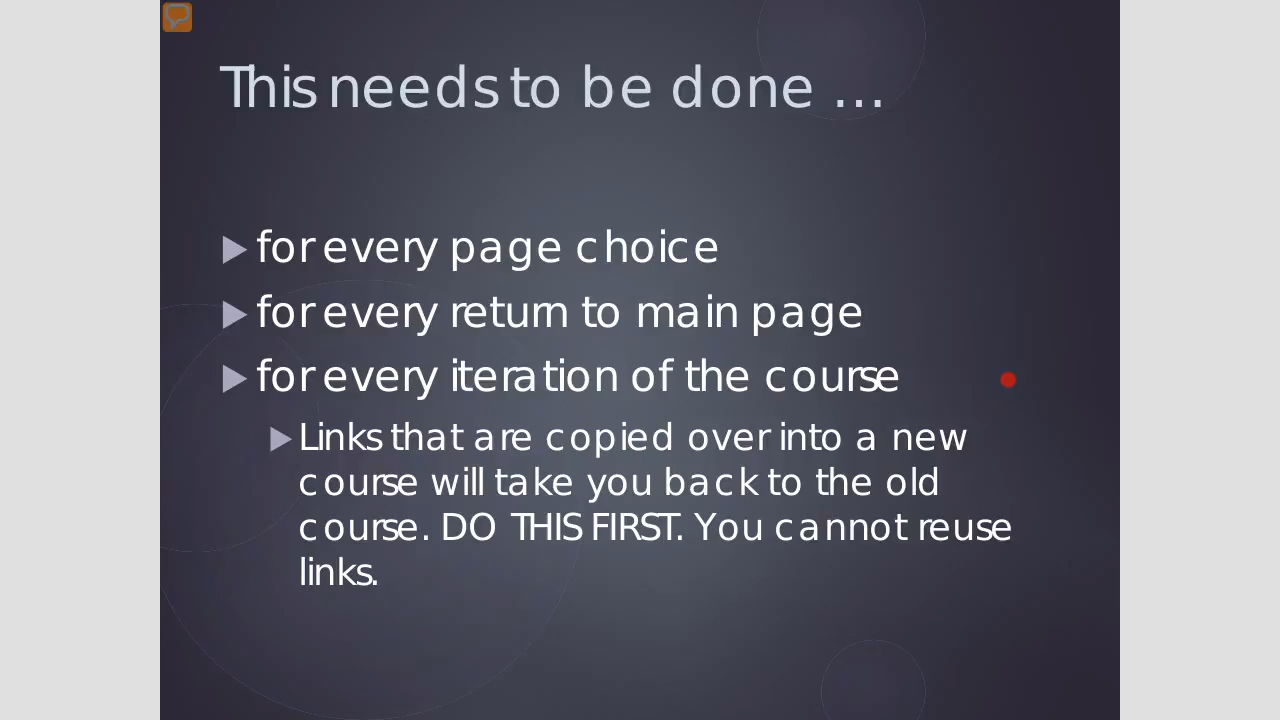 This needs to be done …
for every page choice
for every return to main page
for every iteration of the course
Links that are copied over into a new
course will take you back to the old
course. DO THIS FIRST. You cannot reuse
links.